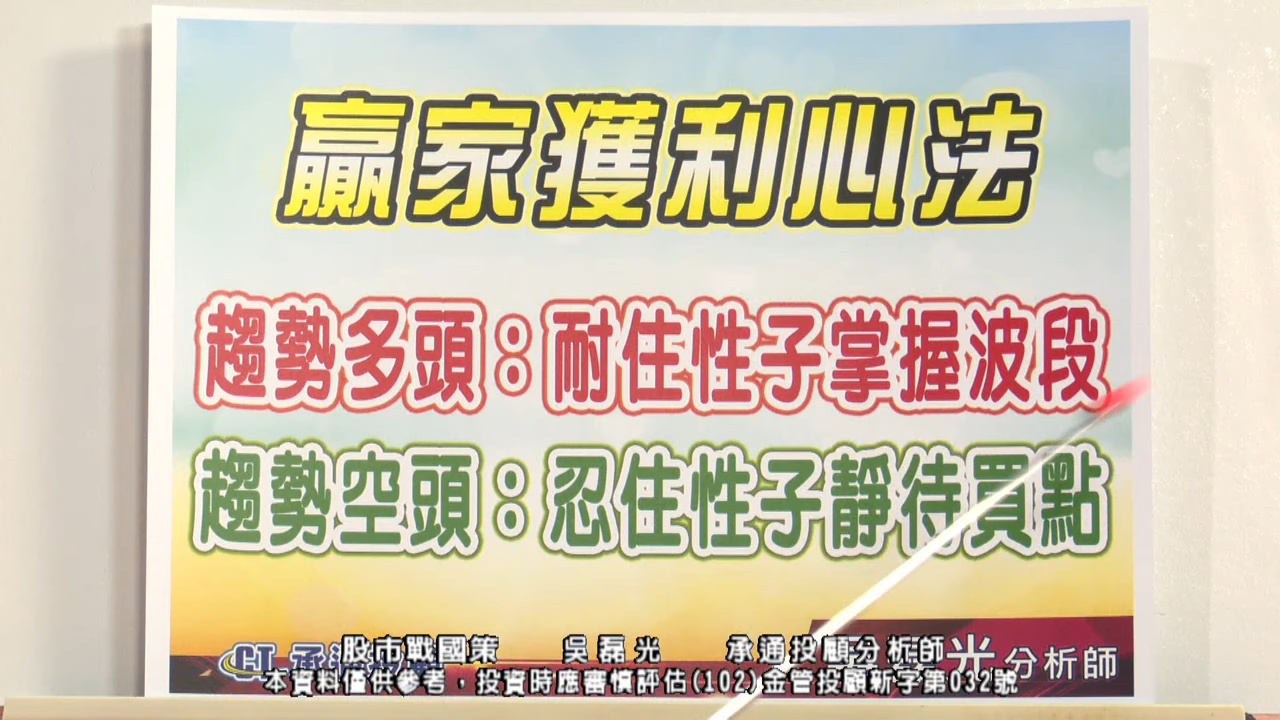 贏家獲利心法
趨勢多頭：耐住性子掌握波段
趨勢空頭：忍住性子靜待買點
光分析師
股市戰國策 吳磊光 承通投顧分析師
本資料僅供參考，投資時應審慎評估(102)金管投顧新字第032號